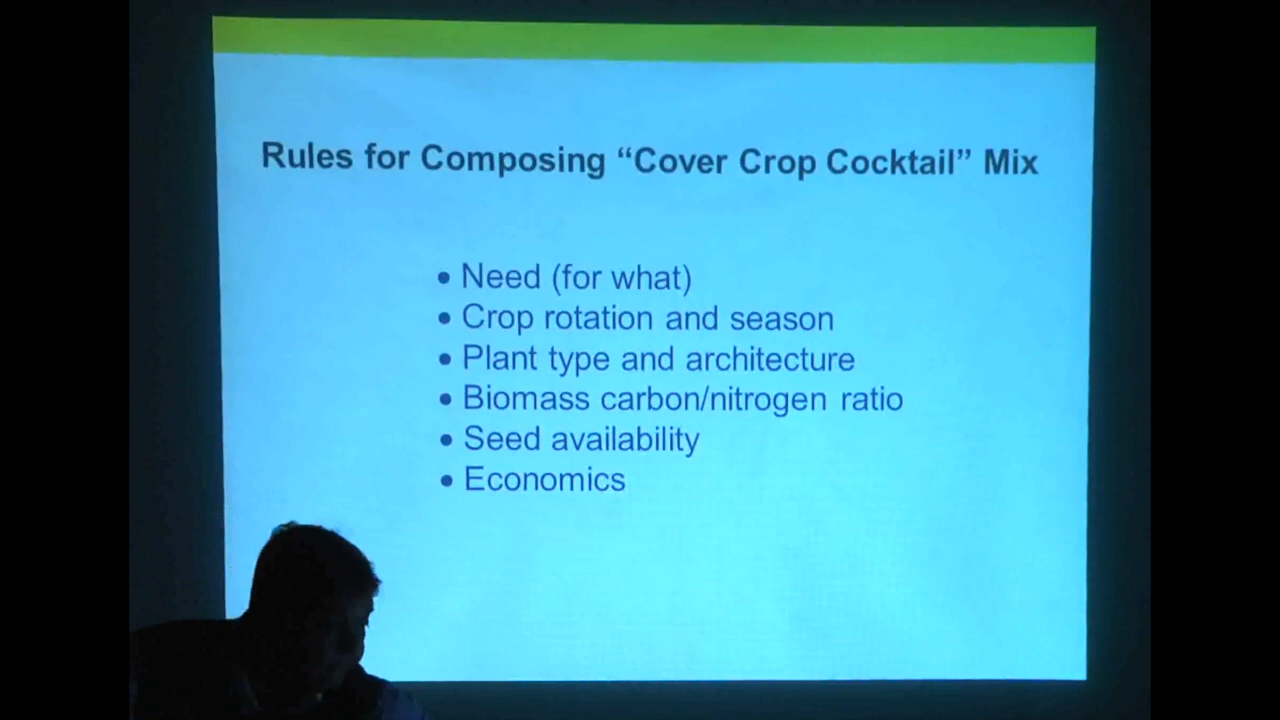 Rules for Composing “Cover Crop Cocktail” Mix
• Need (for what)
• Crop rotation and season
• Plant type and architecture
• Biomass carbon/nitrogen ratio
• Seed availability
• Economics